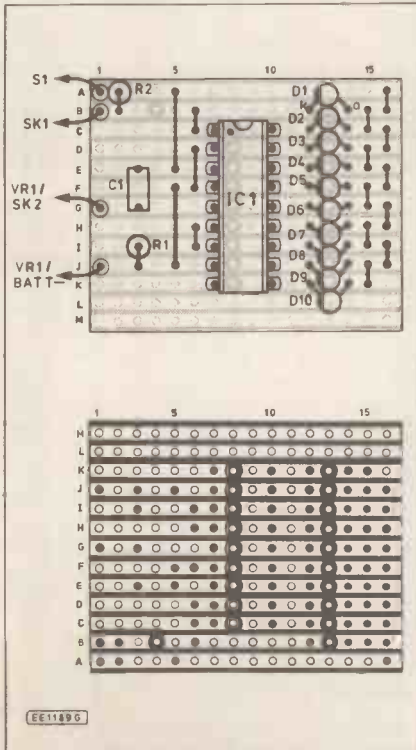 S1
SK1
VR1/
SK2
VR1/
BATT-
1 5 10 15
A
B
C
D
E
F
G
H
I
J
K
L
M
R2
C1
R1
IC1
D1
k a
D2
D3
D4
D5
D6
D7
D8
D9
D10
1 5 10 15
M
L
K
J
I
H
G
F
E
D
C
B
A
EE1189G